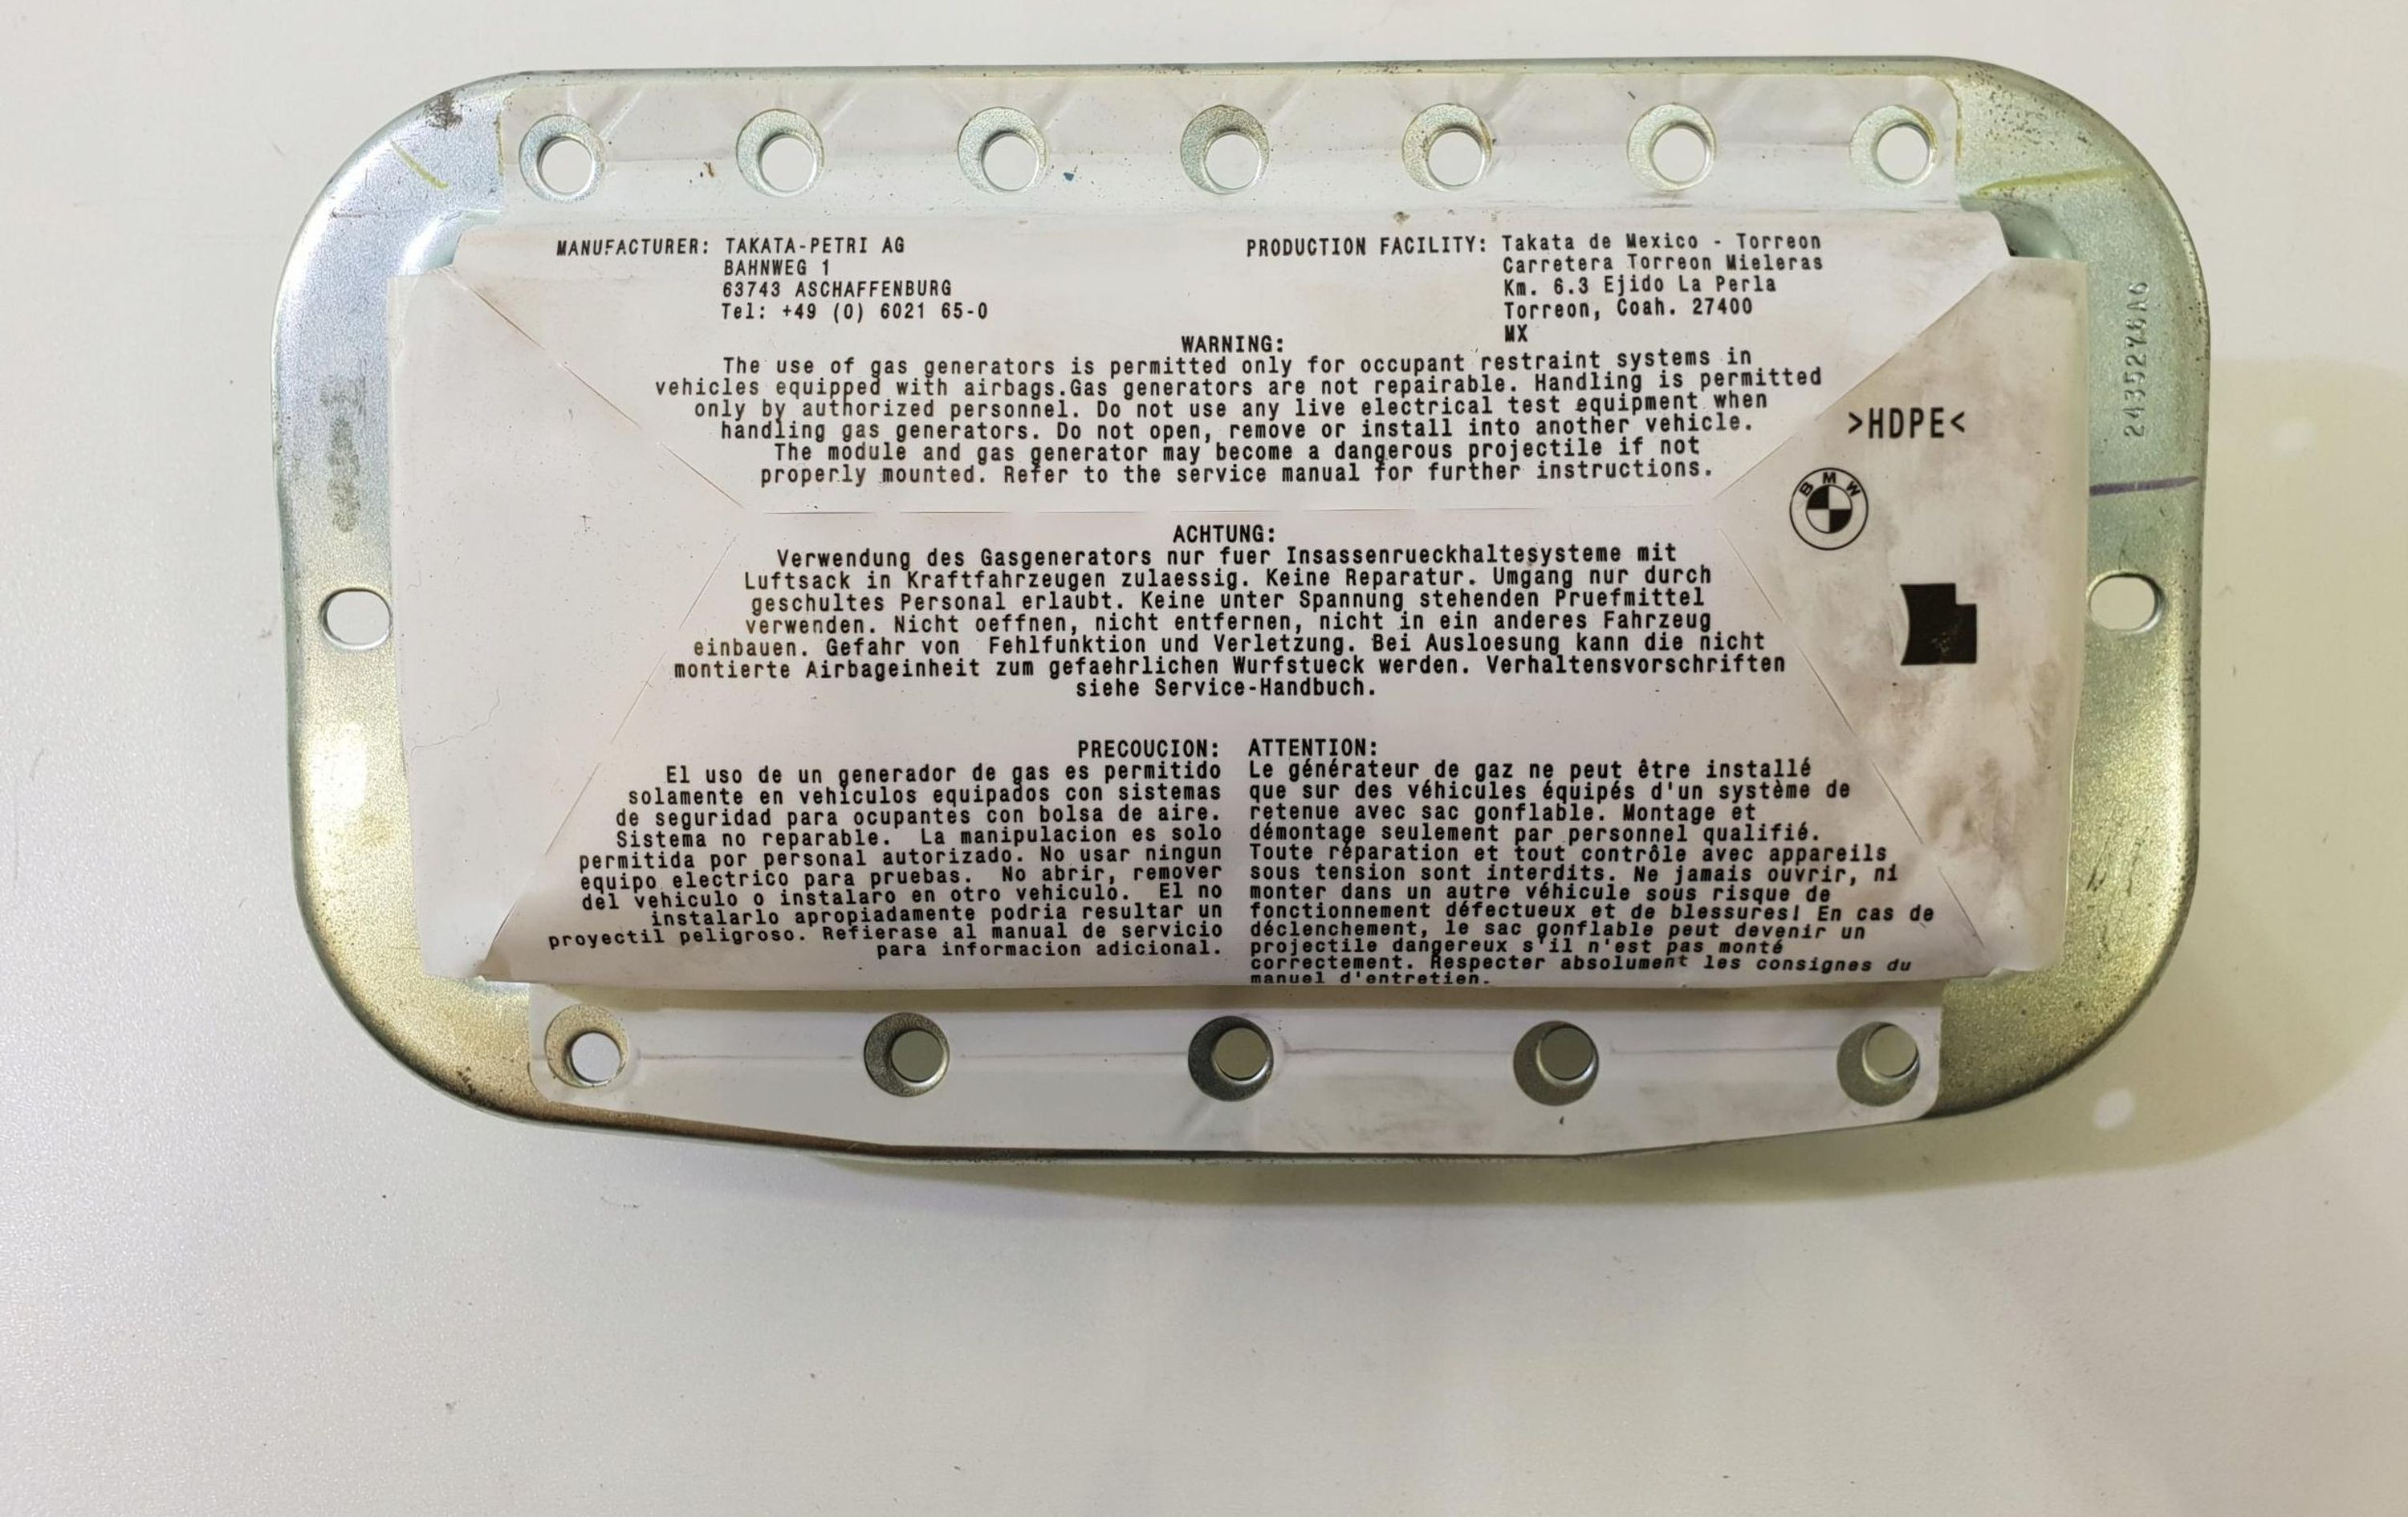 MANUFACTURER: TAKATA-PETRI AG
BAHNWEG 1
63743 ASCHAFFENBURG
Tel: +49 (0) 6021 65-0
PRODUCTION FACILITY: Takata de Mexico - Torreon
Carretera Torreon Mieleras
Km. 6.3 Ejido La Perla
Torreon, Coah. 27400
MX
WARNING:
The use of gas generators is permitted only for occupant restraint systems in
vehicles equipped with airbags.Gas generators are not repairable. Handling is permitted
only by authorized personnel. Do not use any live electrical test equipment when
handling gas generators. Do not open, remove or install into another vehicle.
The module and gas generator may become a dangerous projectile if not
properly mounted. Refer to the service manual for further instructions.
>HDPE<
BMW
ACHTUNG:
Verwendung des Gasgenerators nur fuer Insassenrueckhaltesysteme mit
Luftsack in Kraftfahrzeugen zulaessig. Keine Reparatur. Umgang nur durch
geschultes Personal erlaubt. Keine unter Spannung stehenden Pruefmittel
verwenden. Nicht oeffnen, nicht entfernen, nicht in ein anderes Fahrzeug
einbauen. Gefahr von Fehlfunktion und Verletzung. Bei Ausloesung kann die nicht
montierte Airbageinheit zum gefaehrlichen Wurfstueck werden. Verhaltensvorschriften
siehe Service-Handbuch.
PRECOUCION:
El uso de un generador de gas es permitido
solamente en vehiculos equipados con sistemas
de seguridad para ocupantes con bolsa de aire.
Sistema no reparable. La manipulacion es solo
permitida por personal autorizado. No usar ningun
equipo electrico para pruebas. No abrir, remover
del vehiculo o instalaro en otro vehiculo. El no
instalarlo apropiadamente podria resultar un
proyectil peligroso. Refierase al manual de servicio
para informacion adicional.
ATTENTION:
Le générateur de gaz ne peut être installé
que sur des véhicules équipés d'un système de
retenue avec sac gonflable. Montage et
démontage seulement par personnel qualifié.
Toute réparation et tout contrôle avec appareils
sous tension sont interdits. Ne jamais ouvrir, ni
monter dans un autre véhicule sous risque de
fonctionnement défectueux et de blessures! En cas de
déclenchement, le sac gonflable peut devenir un
projectile dangereux s'il n'est pas monté
correctement. Respecter absolument les consignes du
manuel d'entretien.